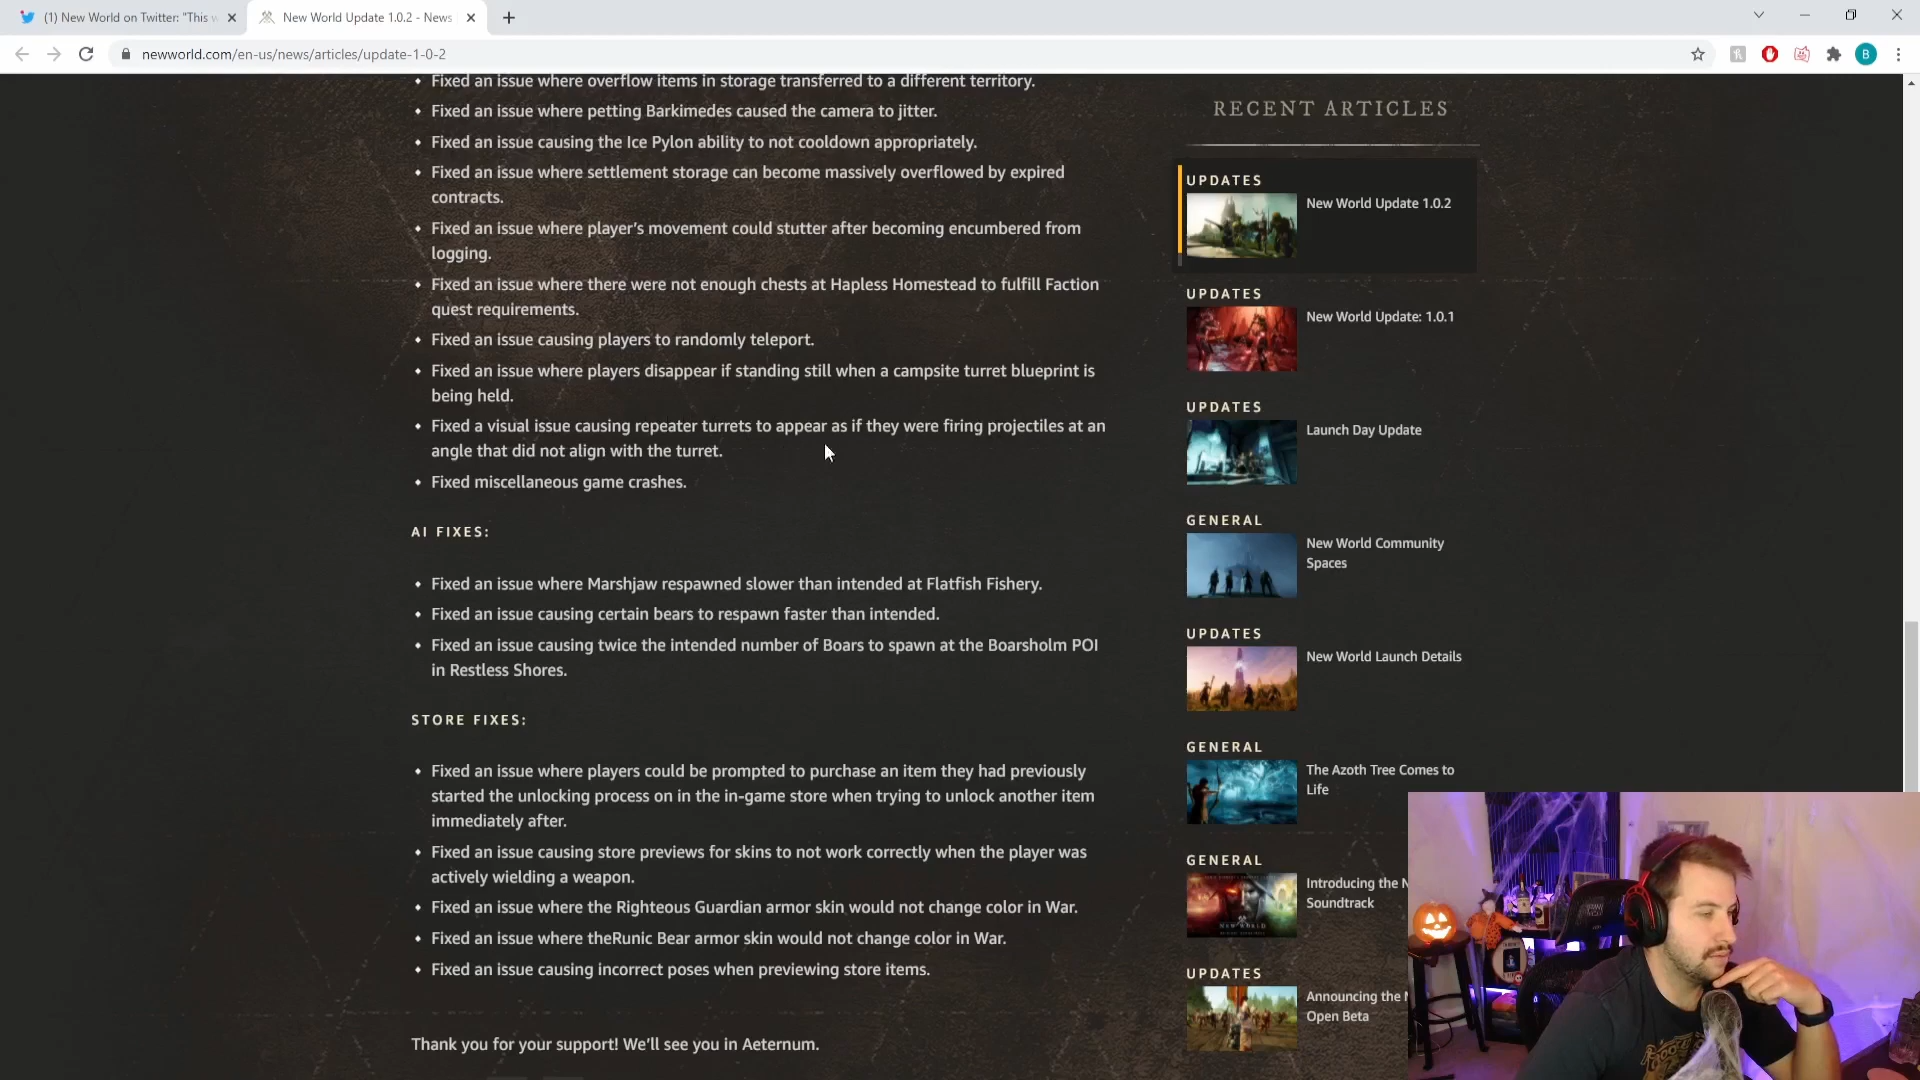 (1) New World on Twitter: "This w
New World Update 1.0.2 - News
newworld.com/en-us/news/articles/update-1-0-2
B
Fixed an issue where overflow items in storage transferred to a different territory.
Fixed an issue where petting Barkimedes caused the camera to jitter.
Fixed an issue causing the Ice Pylon ability to not cooldown appropriately.
Fixed an issue where settlement storage can become massively overflowed by expired
contracts.
Fixed an issue where player’s movement could stutter after becoming encumbered from
logging.
Fixed an issue where there were not enough chests at Hapless Homestead to fulfill Faction
quest requirements.
Fixed an issue causing players to randomly teleport.
Fixed an issue where players disappear if standing still when a campsite turret blueprint is
being held.
Fixed a visual issue causing repeater turrets to appear as if they were firing projectiles at an
angle that did not align with the turret.
Fixed miscellaneous game crashes.
AI FIXES:
Fixed an issue where Marshjaw respawned slower than intended at Flatfish Fishery.
Fixed an issue causing certain bears to respawn faster than intended.
Fixed an issue causing twice the intended number of Boars to spawn at the Boarsholm POI
in Restless Shores.
STORE FIXES:
Fixed an issue where players could be prompted to purchase an item they had previously
started the unlocking process on in the in-game store when trying to unlock another item
immediately after.
Fixed an issue causing store previews for skins to not work correctly when the player was
actively wielding a weapon.
Fixed an issue where the Righteous Guardian armor skin would not change color in War.
Fixed an issue where theRunic Bear armor skin would not change color in War.
Fixed an issue causing incorrect poses when previewing store items.
Thank you for your support! We’ll see you in Aeternum.
RECENT ARTICLES
UPDATES
New World Update 1.0.2
UPDATES
New World Update: 1.0.1
UPDATES
Launch Day Update
GENERAL
New World Community
Spaces
UPDATES
New World Launch Details
GENERAL
The Azoth Tree Comes to
Life
GENERAL
Introducing the N
Soundtrack
UPDATES
Announcing the N
Open Beta